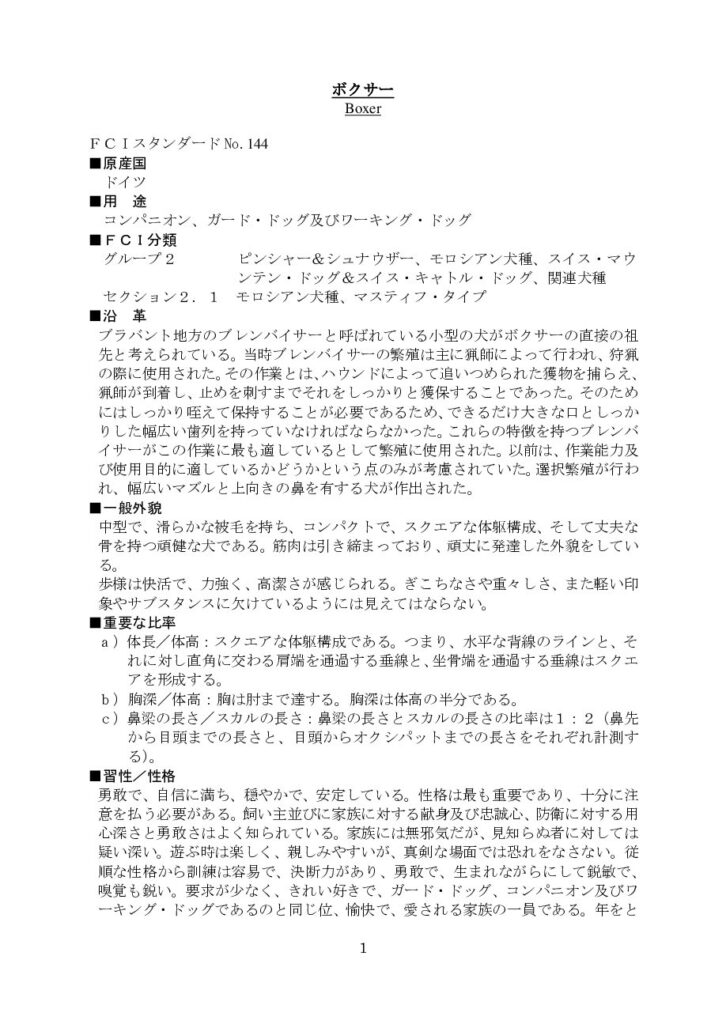 ボクサー
Boxer
ＦＣＩスタンダード No. 144
■原産国
ドイツ
■用　途
コンパニオン、ガード・ドッグ及びワーキング・ドッグ
■ＦＣＩ分類
グループ２　　　ピンシャー＆シュナウザー、モロシアン犬種、スイス・マウ
ンテン・ドッグ＆スイス・キャトル・ドッグ、関連犬種
セクション２．１　モロシアン犬種、マスティフ・タイプ
■沿　革
ブラバント地方のブレンバイサーと呼ばれている小型の犬がボクサーの直接の祖
先と考えられている。当時ブレンバイサーの繁殖は主に猟師によって行われ、狩猟
の際に使用された。その作業とは、ハウンドによって追いつめられた獲物を捕らえ、
猟師が到着し、止めを刺すまでそれをしっかりと獲保することであった。そのため
にはしっかり咥えて保持することが必要であるため、できるだけ大きな口としっか
りした幅広い歯列を持っていなければならなかった。これらの特徴を持つブレンバ
イサーがこの作業に最も適しているとして繁殖に使用された。以前は、作業能力及
び使用目的に適しているかどうかという点のみが考慮されていた。選択繁殖が行わ
れ、幅広いマズルと上向きの鼻を有する犬が作出された。
■一般外貌
中型で、滑らかな被毛を持ち、コンパクトで、スクエアな体躯構成、そして丈夫な
骨を持つ頑健な犬である。筋肉は引き締まっており、頑丈に発達した外貌をしてい
る。
歩様は快活で、力強く、高潔さが感じられる。ぎこちなさや重々しさ、また軽い印
象やサブスタンスに欠けているようには見えてはならない。
■重要な比率
ａ）体長／体高：スクエアな体躯構成である。つまり、水平な背線のラインと、そ
れに対し直角に交わる肩端を通過する垂線と、坐骨端を通過する垂線はスクエ
アを形成する。
ｂ）胸深／体高：胸は肘まで達する。胸深は体高の半分である。
ｃ）鼻梁の長さ／スカルの長さ：鼻梁の長さとスカルの長さの比率は１：２（鼻先
から目頭までの長さと、目頭からオクシパットまでの長さをそれぞれ計測す
る）。
■習性／性格
勇敢で、自信に満ち、穏やかで、安定している。性格は最も重要であり、十分に注
意を払う必要がある。飼い主並びに家族に対する献身及び忠誠心、防衛に対する用
心深さと勇敢さはよく知られている。家族には無邪気だが、見知らぬ者に対しては
疑い深い。遊ぶ時は楽しく、親しみやすいが、真剣な場面では恐れをなさない。従
順な性格から訓練は容易で、決断力があり、勇敢で、生まれながらにして鋭敏で、
嗅覚も鋭い。要求が少なく、きれい好きで、ガード・ドッグ、コンパニオン及びワ
ーキング・ドッグであるのと同じ位、愉快で、愛される家族の一員である。年をと
1